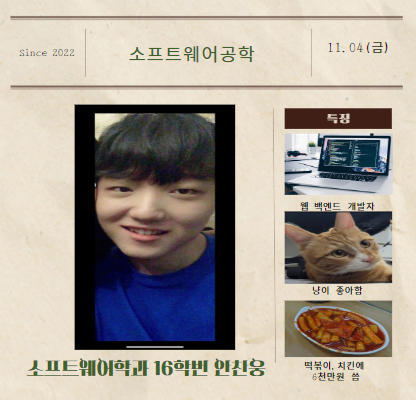 Since 2022
소프트웨어공학
11.04(금)
특징
웹 백엔드 개발자
냥이 좋아함
떡볶이, 치킨에
6천만원 씀
소프트웨어학과 16학번 안선웅